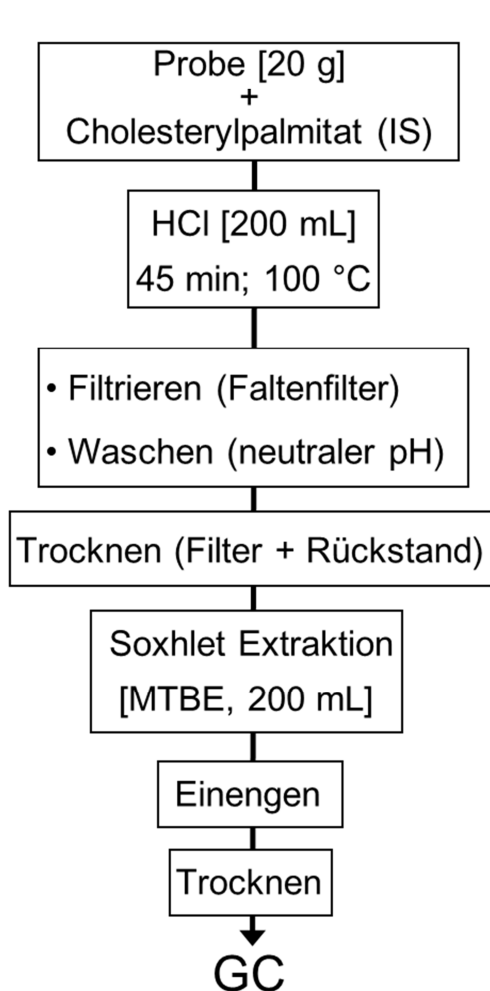 Probe [20 g]
+
Cholesterylpalmitat (IS)
HCl [200 mL]
45 min; 100 °C
• Filtrieren (Faltenfilter)
• Waschen (neutraler pH)
Trocknen (Filter + Rückstand)
Soxhlet Extraktion
[MTBE, 200 mL]
Einengen
Trocknen
GC